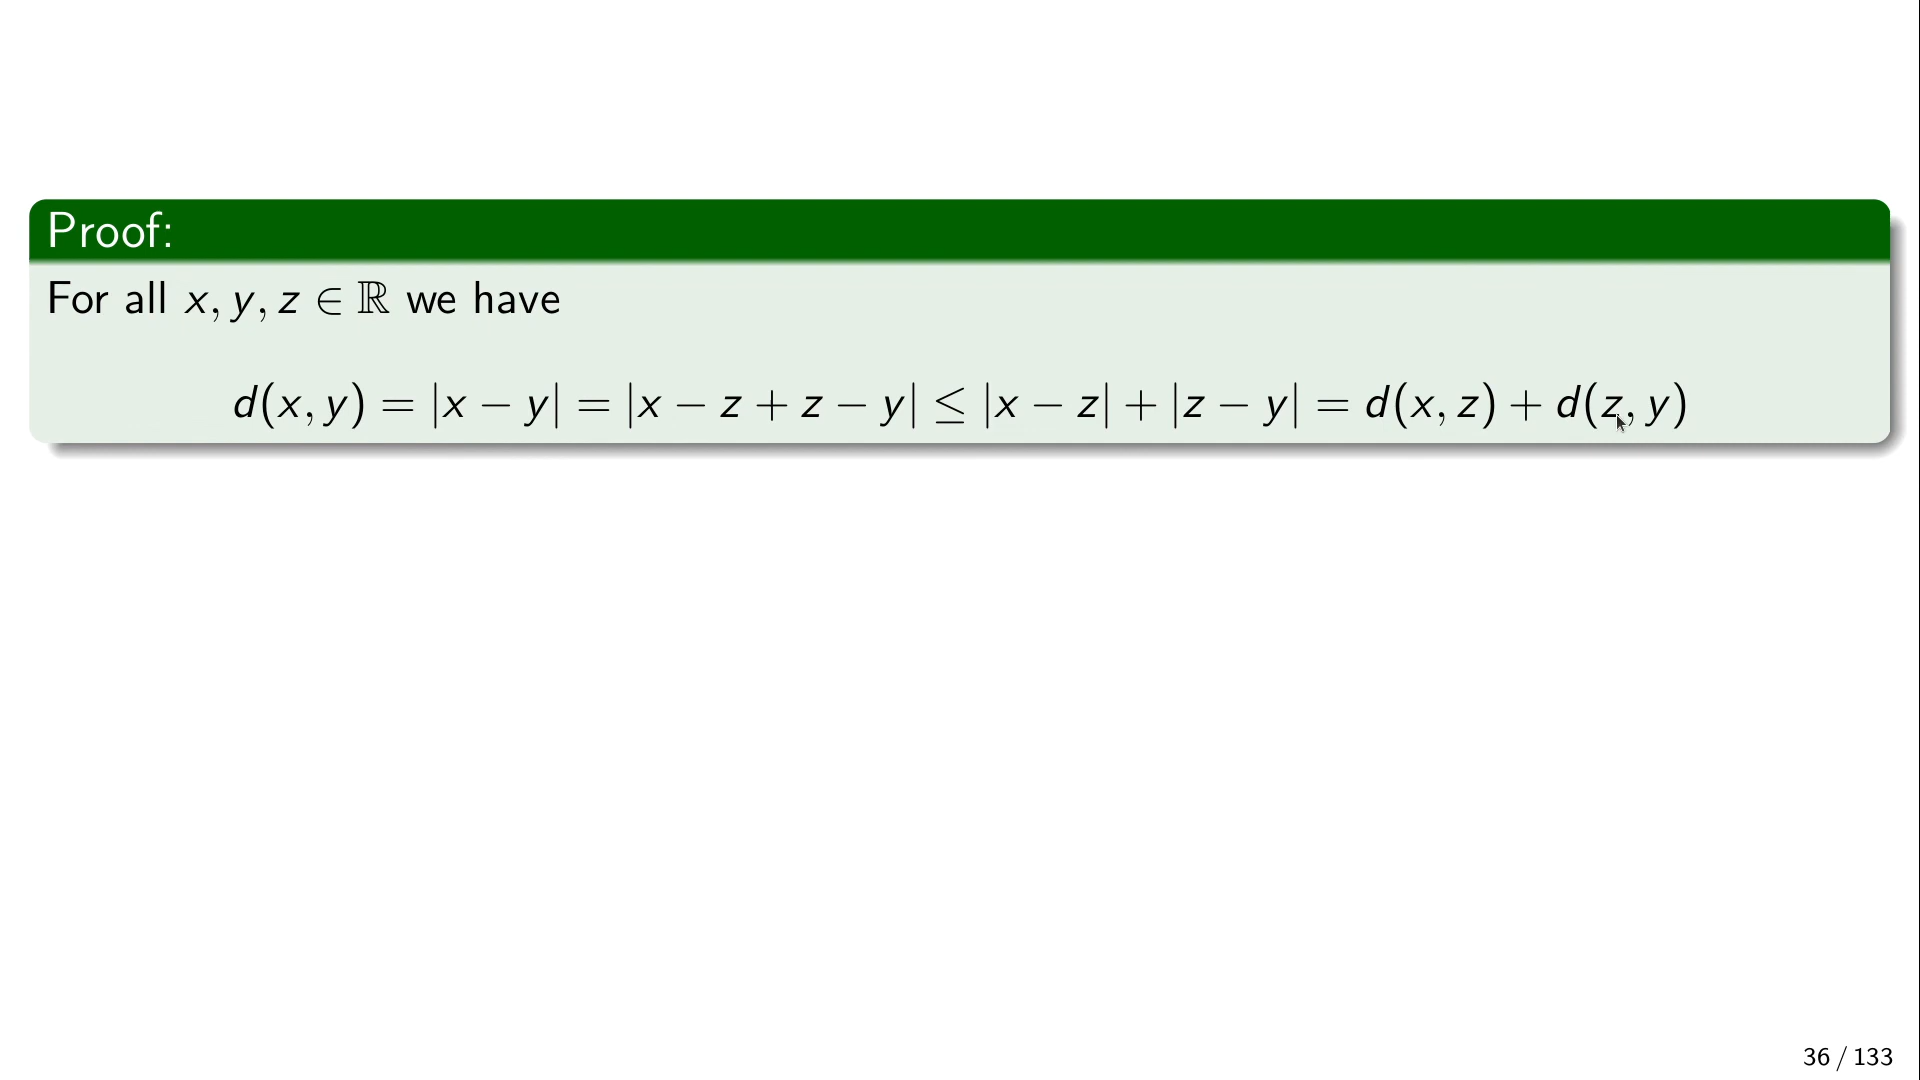 Proof:
For all x, y, z ∈ ℝ we have
d(x, y) = |x − y| = |x − z + z − y| ≤ |x − z| + |z − y| = d(x, z) + d(z, y)
36 / 133